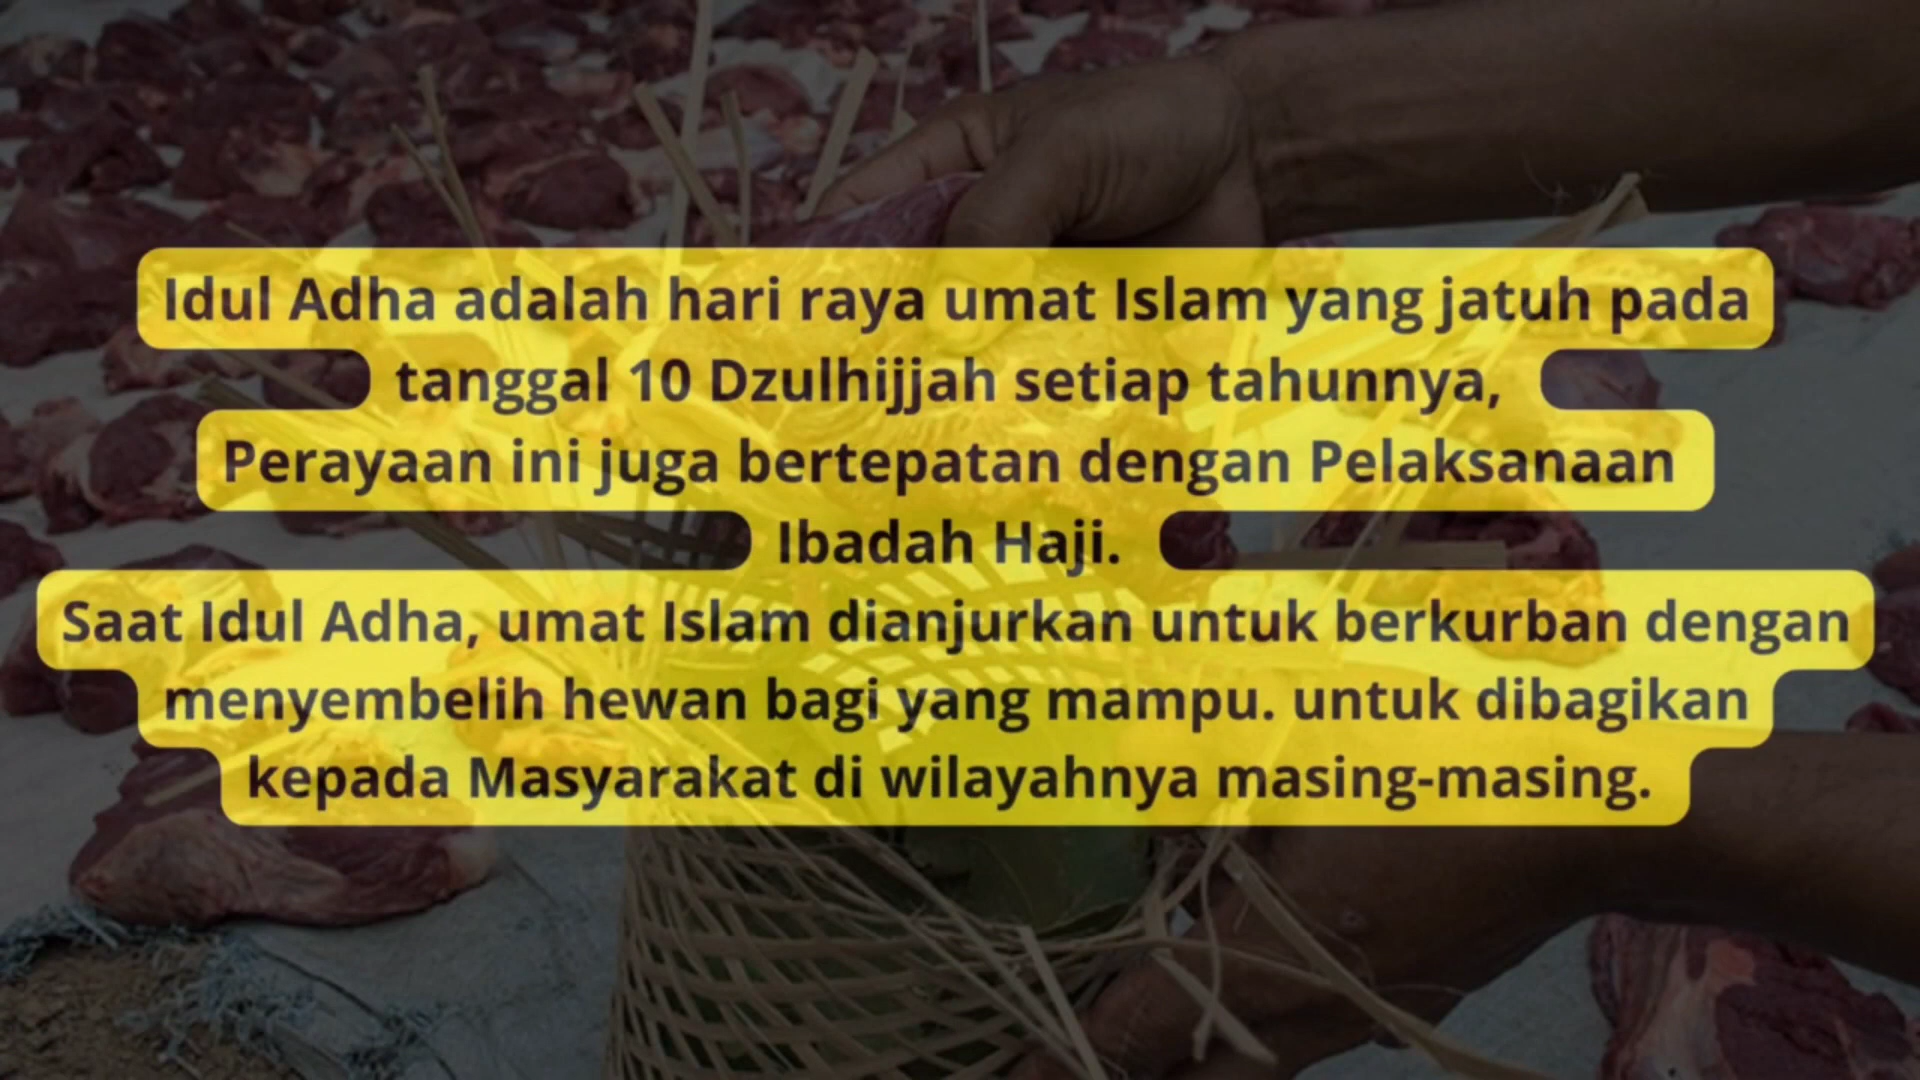 Idul Adha adalah hari raya umat Islam yang jatuh pada
tanggal 10 Dzulhijjah setiap tahunnya,
Perayaan ini juga bertepatan dengan Pelaksanaan
Ibadah Haji.
Saat Idul Adha, umat Islam dianjurkan untuk berkurban dengan
menyembelih hewan bagi yang mampu. untuk dibagikan
kepada Masyarakat di wilayahnya masing-masing.